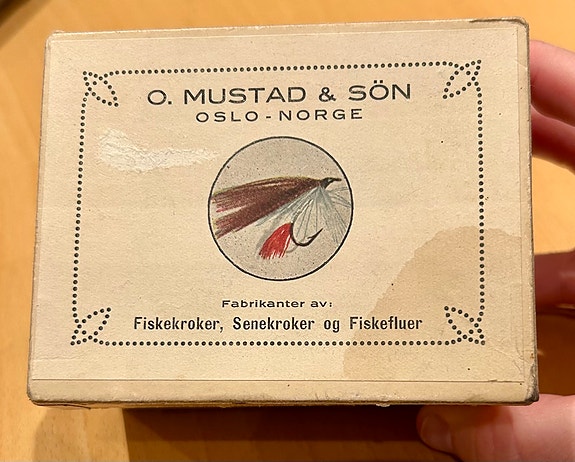 O. MUSTAD & SÖN
OSLO-NORGE
Fabrikanter av:
Fiskekroker, Senekroker og Fiskefluer